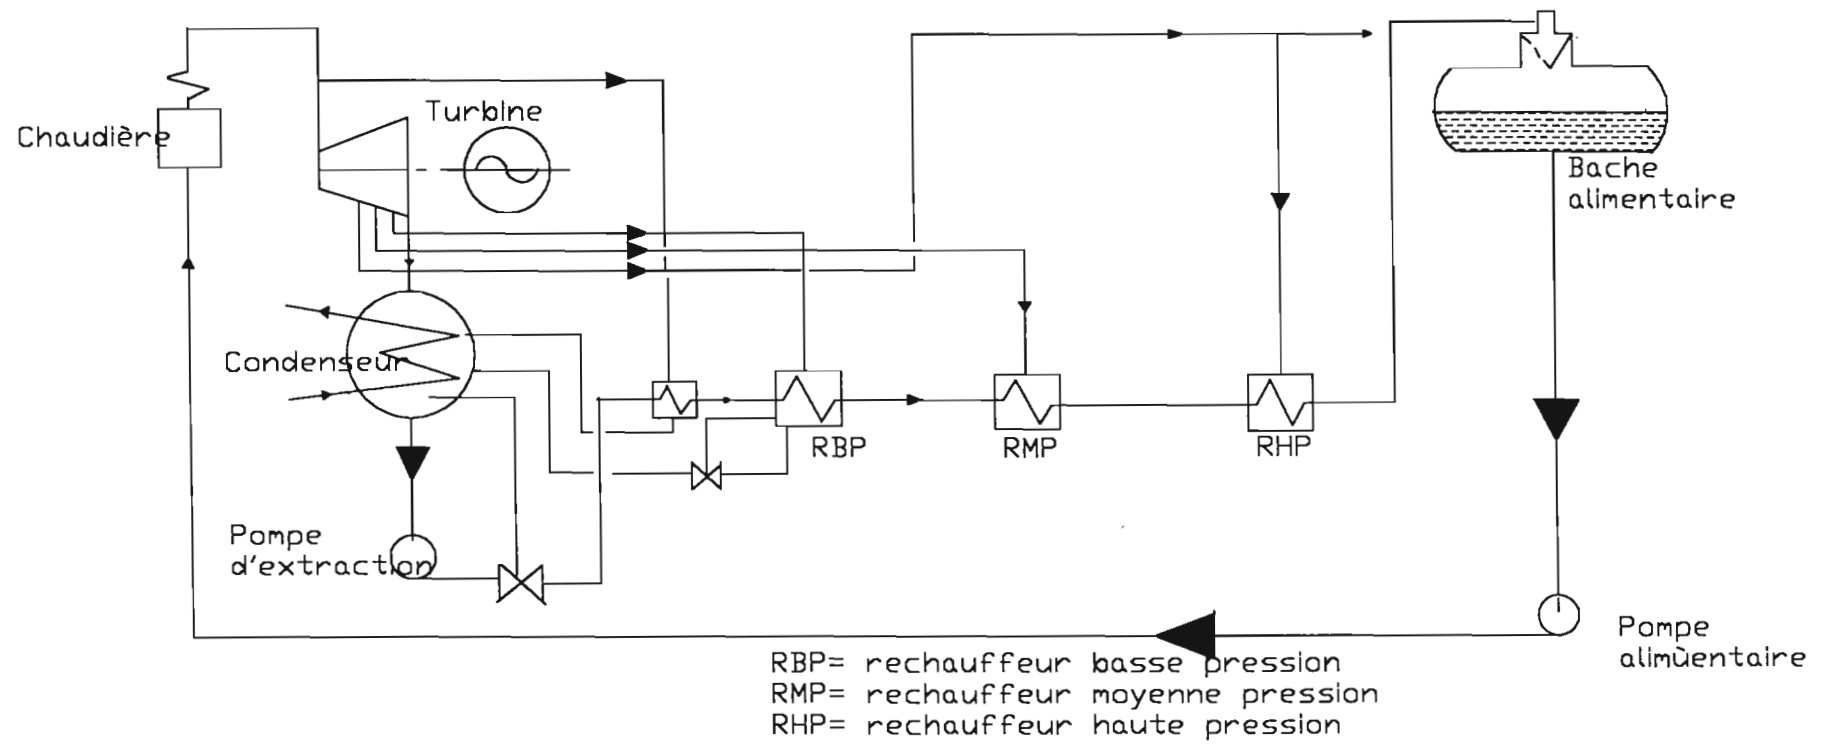 Turbine
Chaudière
Bache
alimentaire
Condenseur
RBP
RMP
RHP
Pompe
d'extraction
Pompe
alimùentaire
RBP= rechauffeur basse pression
RMP= rechauffeur moyenne pression
RHP= rechauffeur haute pression